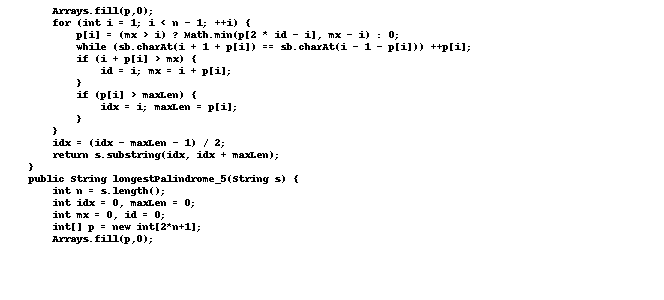 Arrays.fill(p,0);
for (int i = 1; i < n - 1; ++i) {
p[i] = (mx > i) ? Math.min(p[2 * id - i], mx - i) : 0;
while (sb.charAt(i + 1 + p[i]) == sb.charAt(i - 1 - p[i])) ++p[i];
if (i + p[i] > mx) {
id = i; mx = i + p[i];
}
if (p[i] > maxLen) {
idx = i; maxLen = p[i];
}
}
idx = (idx - maxLen - 1) / 2;
return s.substring(idx, idx + maxLen);
}
public String longestPalindrome_5(String s) {
int n = s.length();
int idx = 0, maxLen = 0;
int mx = 0, id = 0;
int[] p = new int[2*n+1];
Arrays.fill(p,0);